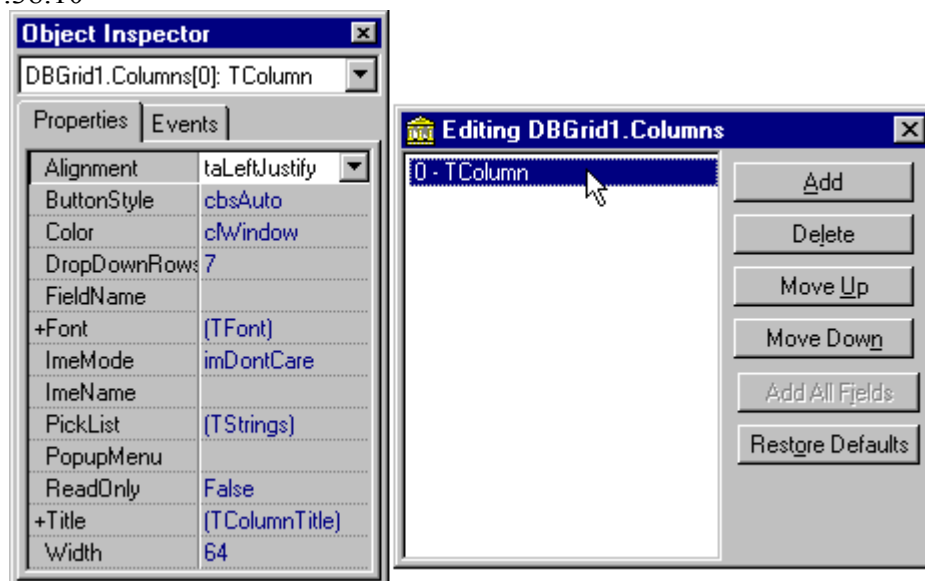 Object Inspector
DBGrid1.Columns[0]: TColumn
Properties Events
Alignment taLeftJustify
ButtonStyle cbsAuto
Color clWindow
DropDownRows 7
FieldName
+Font (TFont)
ImeMode imDontCare
ImeName
PickList (TStrings)
PopupMenu
ReadOnly False
+Title (TColumnTitle)
Width 64
Editing DBGrid1.Columns
0 - TColumn
Add
Delete
Move Up
Move Down
Add All Fields
Restore Defaults